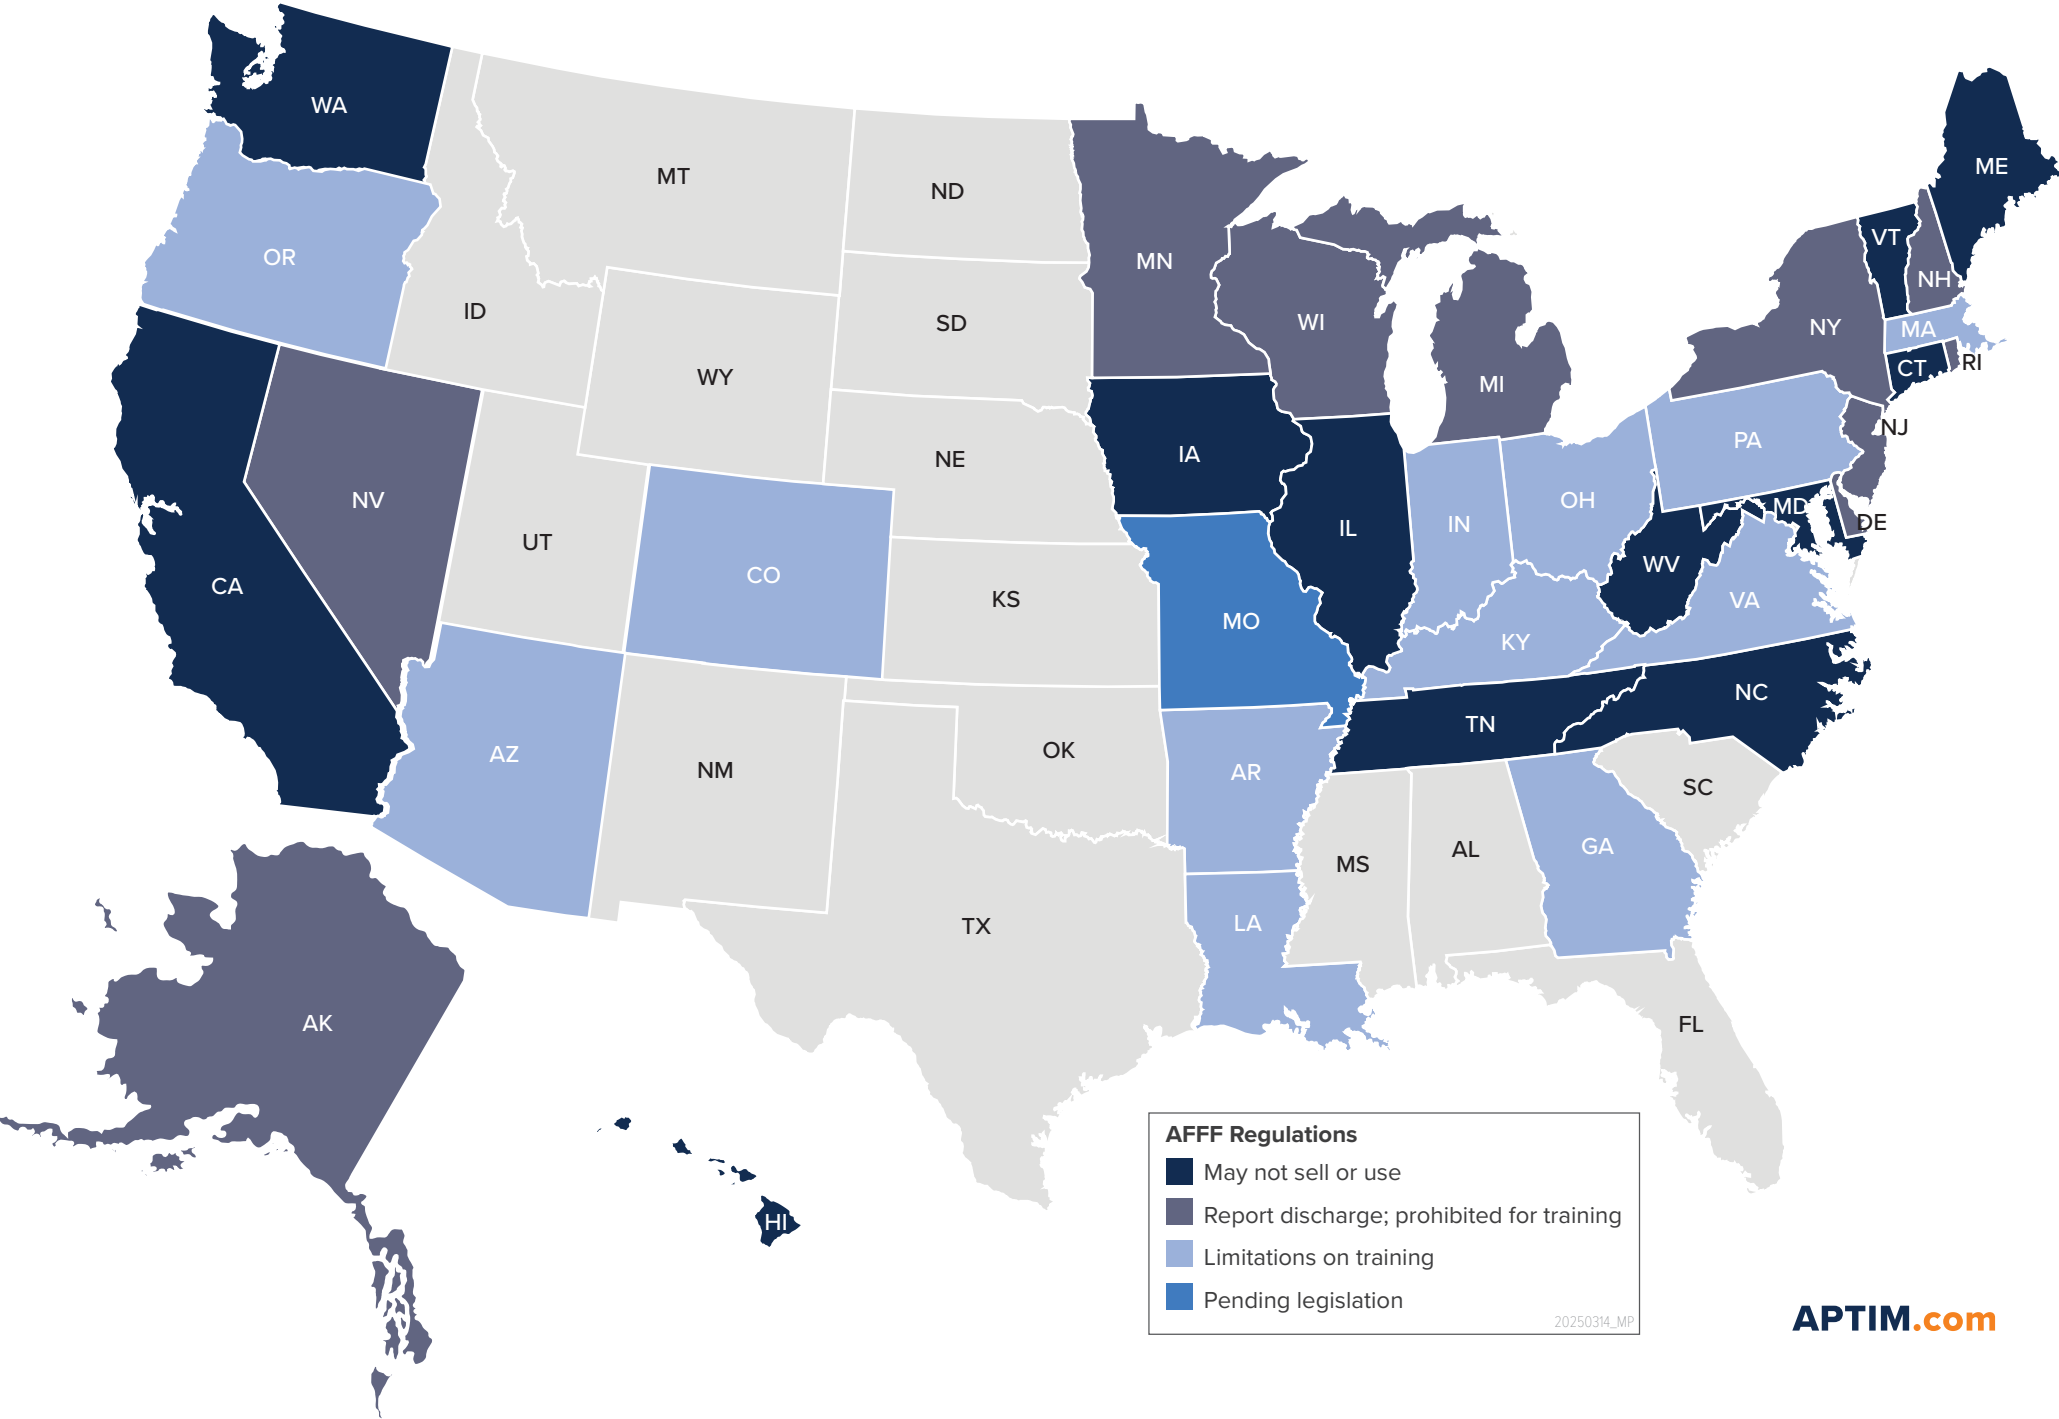 WA
ME
MT
ND
VT
OR
MN
NH
ID
SD
WI
NY
MA
RI
CT
WY
MI
NJ
PA
NE
IA
NV
OH
MD
IN
DE
IL
UT
WV
CO
CA
KS
VA
MO
KY
NC
TN
AZ
OK
NM
AR
SC
GA
AL
MS
LA
TX
AK
FL
HI
AFFF Regulations
May not sell or use
Report discharge; prohibited for training
Limitations on training
Pending legislation
20250314_MP
APTIM.com